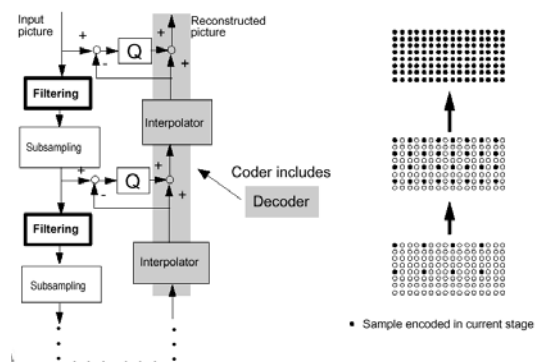 Input
picture
Reconstructed
picture
+
-
Q
+
+
Filtering
Interpolator
Subsampling
+
-
Q
+
+
Coder includes
Decoder
Filtering
Interpolator
Subsampling
• Sample encoded in current stage